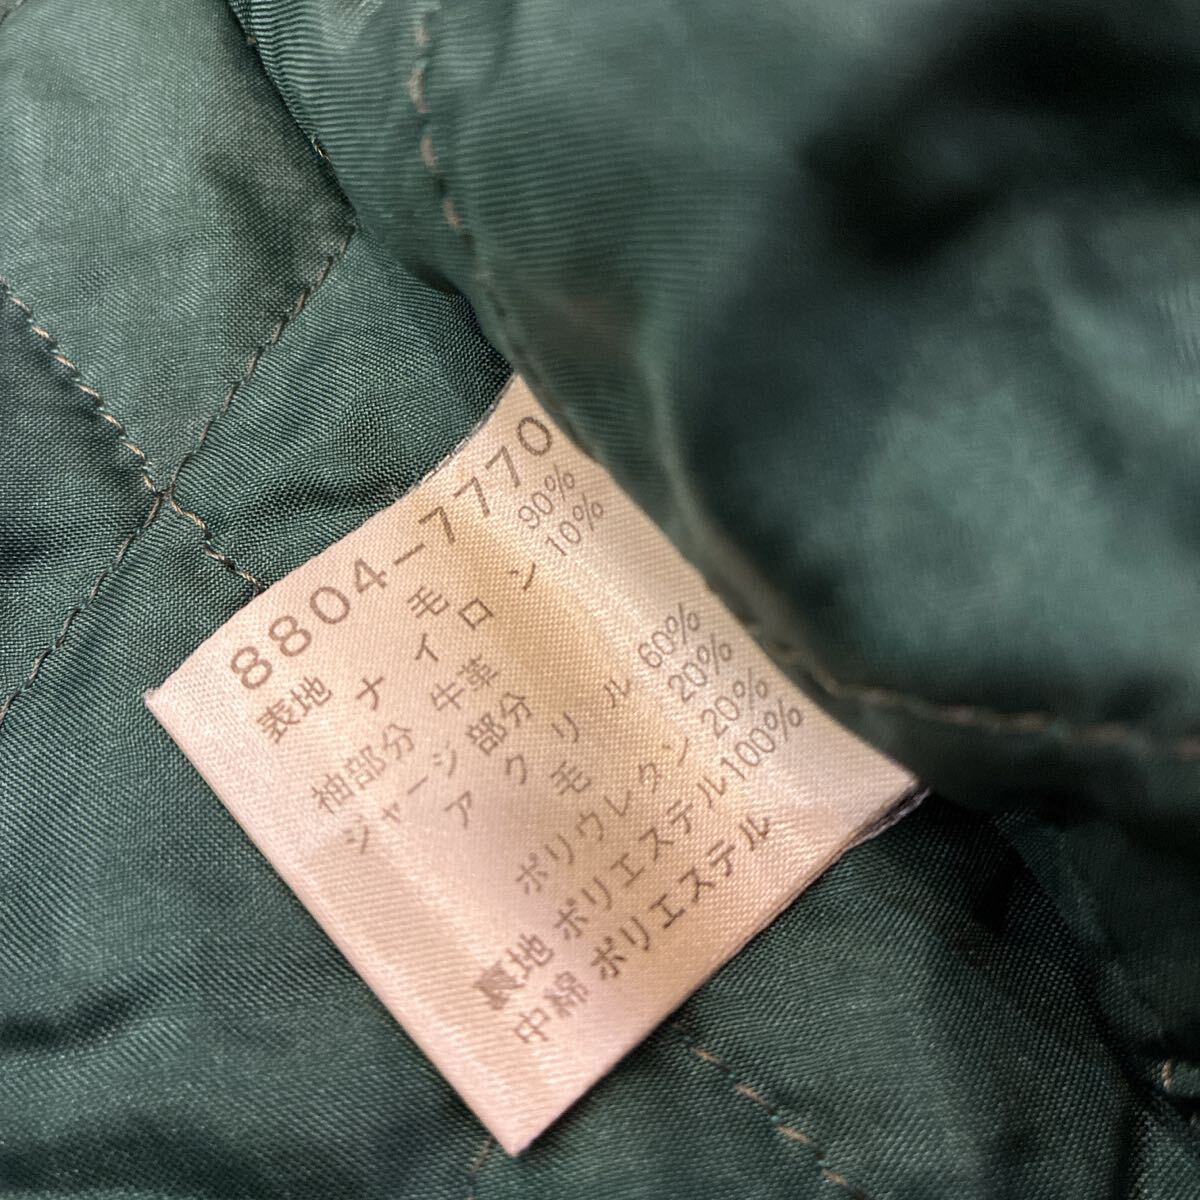 8804-7770
表地 毛 90%
ナイロン 10%
袖部分 牛革
ジャージ部分
アクリル 60%
毛 20%
ポリウレタン 20%
裏地 ポリエステル 100%
中綿 ポリエステル